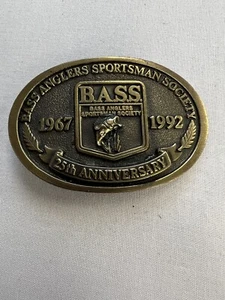 BASS ANGLERS SPORTSMAN SOCIETY
B.A.S.S.
BASS ANGLERS
SPORTSMAN SOCIETY
1967 1992
25th ANNIVERSARY